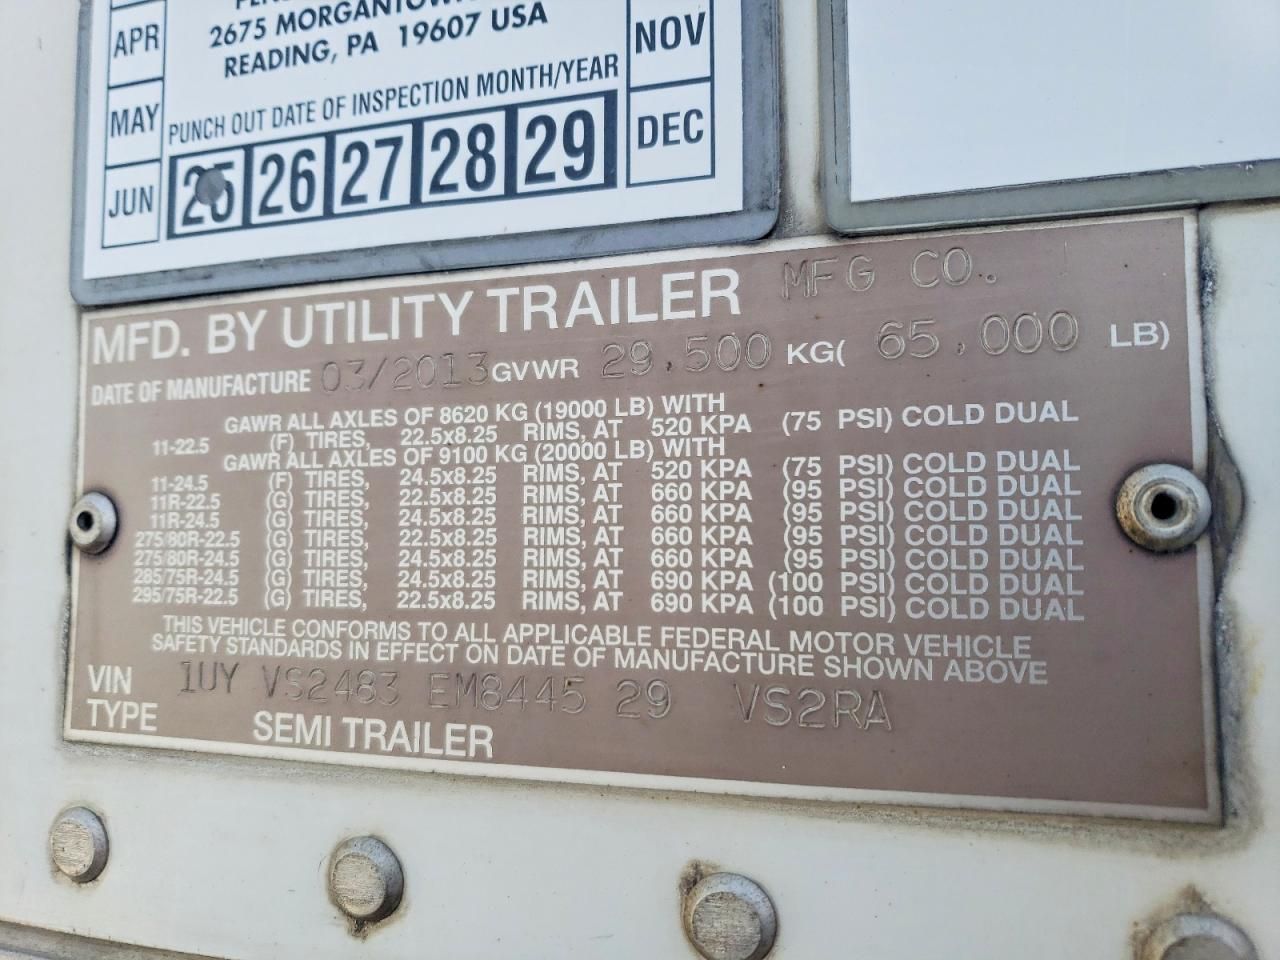 APR
2675 MORGANTOWN
NOV
READING, PA 19607 USA
MAY
PUNCH OUT DATE OF INSPECTION MONTH/YEAR
DEC
JUN
25 26 27 28 29
MFD. BY UTILITY TRAILER MFG CO.
DATE OF MANUFACTURE 03/2013 GVWR 29,500 KG( 65,000 LB)
GAWR ALL AXLES OF 8620 KG (19000 LB) WITH
11-22.5 (F) TIRES, 22.5x8.25 RIMS, AT 520 KPA (75 PSI) COLD DUAL
GAWR ALL AXLES OF 9100 KG (20000 LB) WITH
11-24.5 (F) TIRES, 24.5x8.25 RIMS, AT 520 KPA (75 PSI) COLD DUAL
11R-22.5 (G) TIRES, 22.5x8.25 RIMS, AT 660 KPA (95 PSI) COLD DUAL
11R-24.5 (G) TIRES, 24.5x8.25 RIMS, AT 660 KPA (95 PSI) COLD DUAL
275/80R-22.5 (G) TIRES, 22.5x8.25 RIMS, AT 660 KPA (95 PSI) COLD DUAL
275/80R-24.5 (G) TIRES, 24.5x8.25 RIMS, AT 660 KPA (95 PSI) COLD DUAL
285/75R-24.5 (G) TIRES, 24.5x8.25 RIMS, AT 690 KPA (100 PSI) COLD DUAL
295/75R-22.5 (G) TIRES, 22.5x8.25 RIMS, AT 690 KPA (100 PSI) COLD DUAL
THIS VEHICLE CONFORMS TO ALL APPLICABLE FEDERAL MOTOR VEHICLE
SAFETY STANDARDS IN EFFECT ON DATE OF MANUFACTURE SHOWN ABOVE
VIN 1UY VS2483 EM8445 29 VS2RA
TYPE SEMI TRAILER